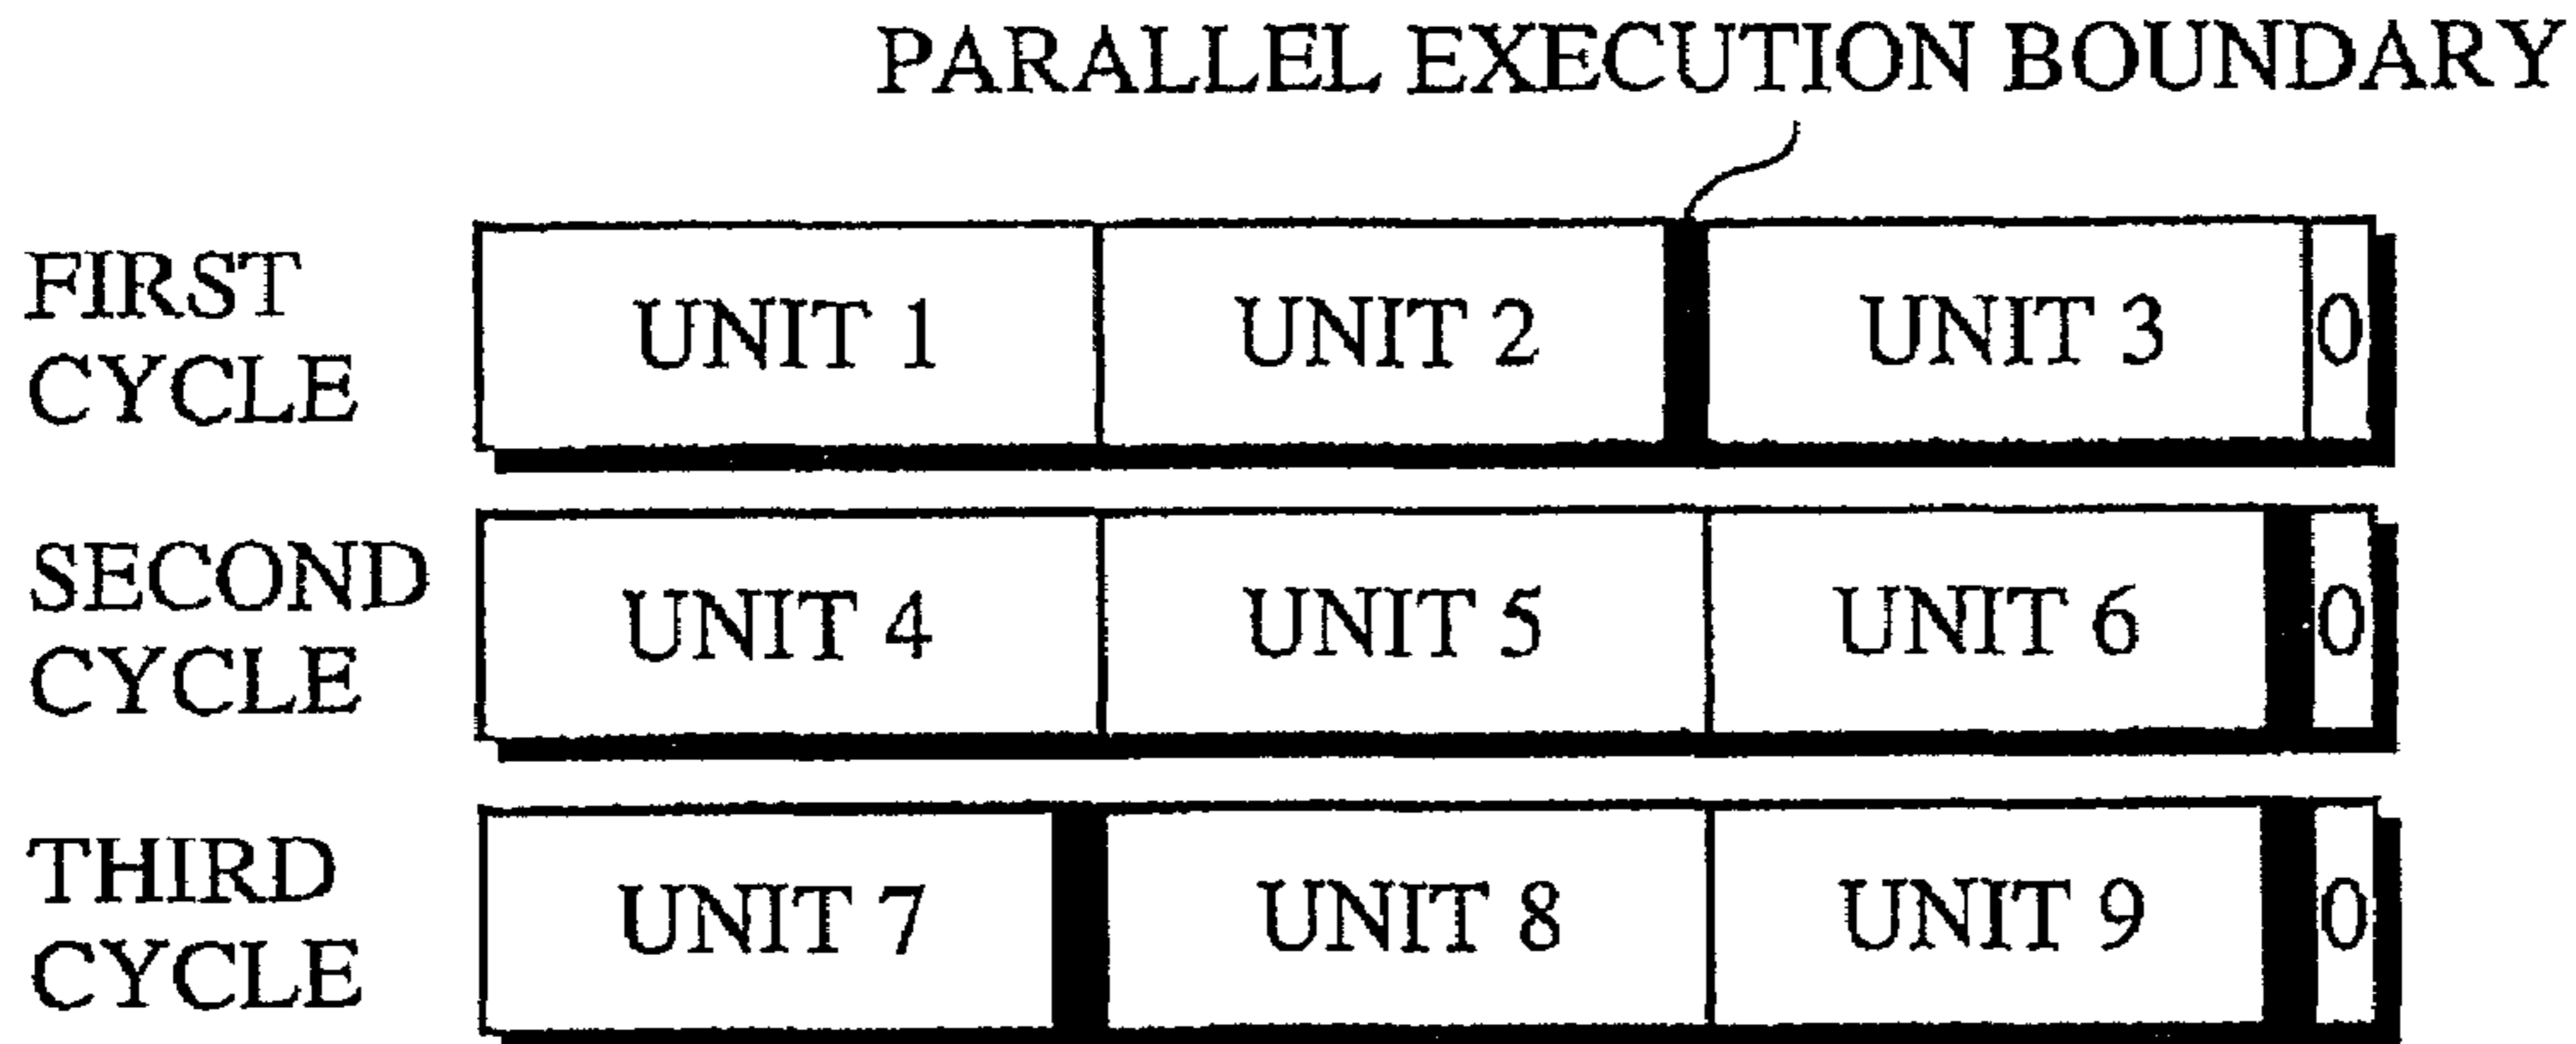 PARALLEL EXECUTION BOUNDARY
FIRST
CYCLE
UNIT 1
UNIT 2
UNIT 3
0
SECOND
CYCLE
UNIT 4
UNIT 5
UNIT 6
0
THIRD
CYCLE
UNIT 7
UNIT 8
UNIT 9
0